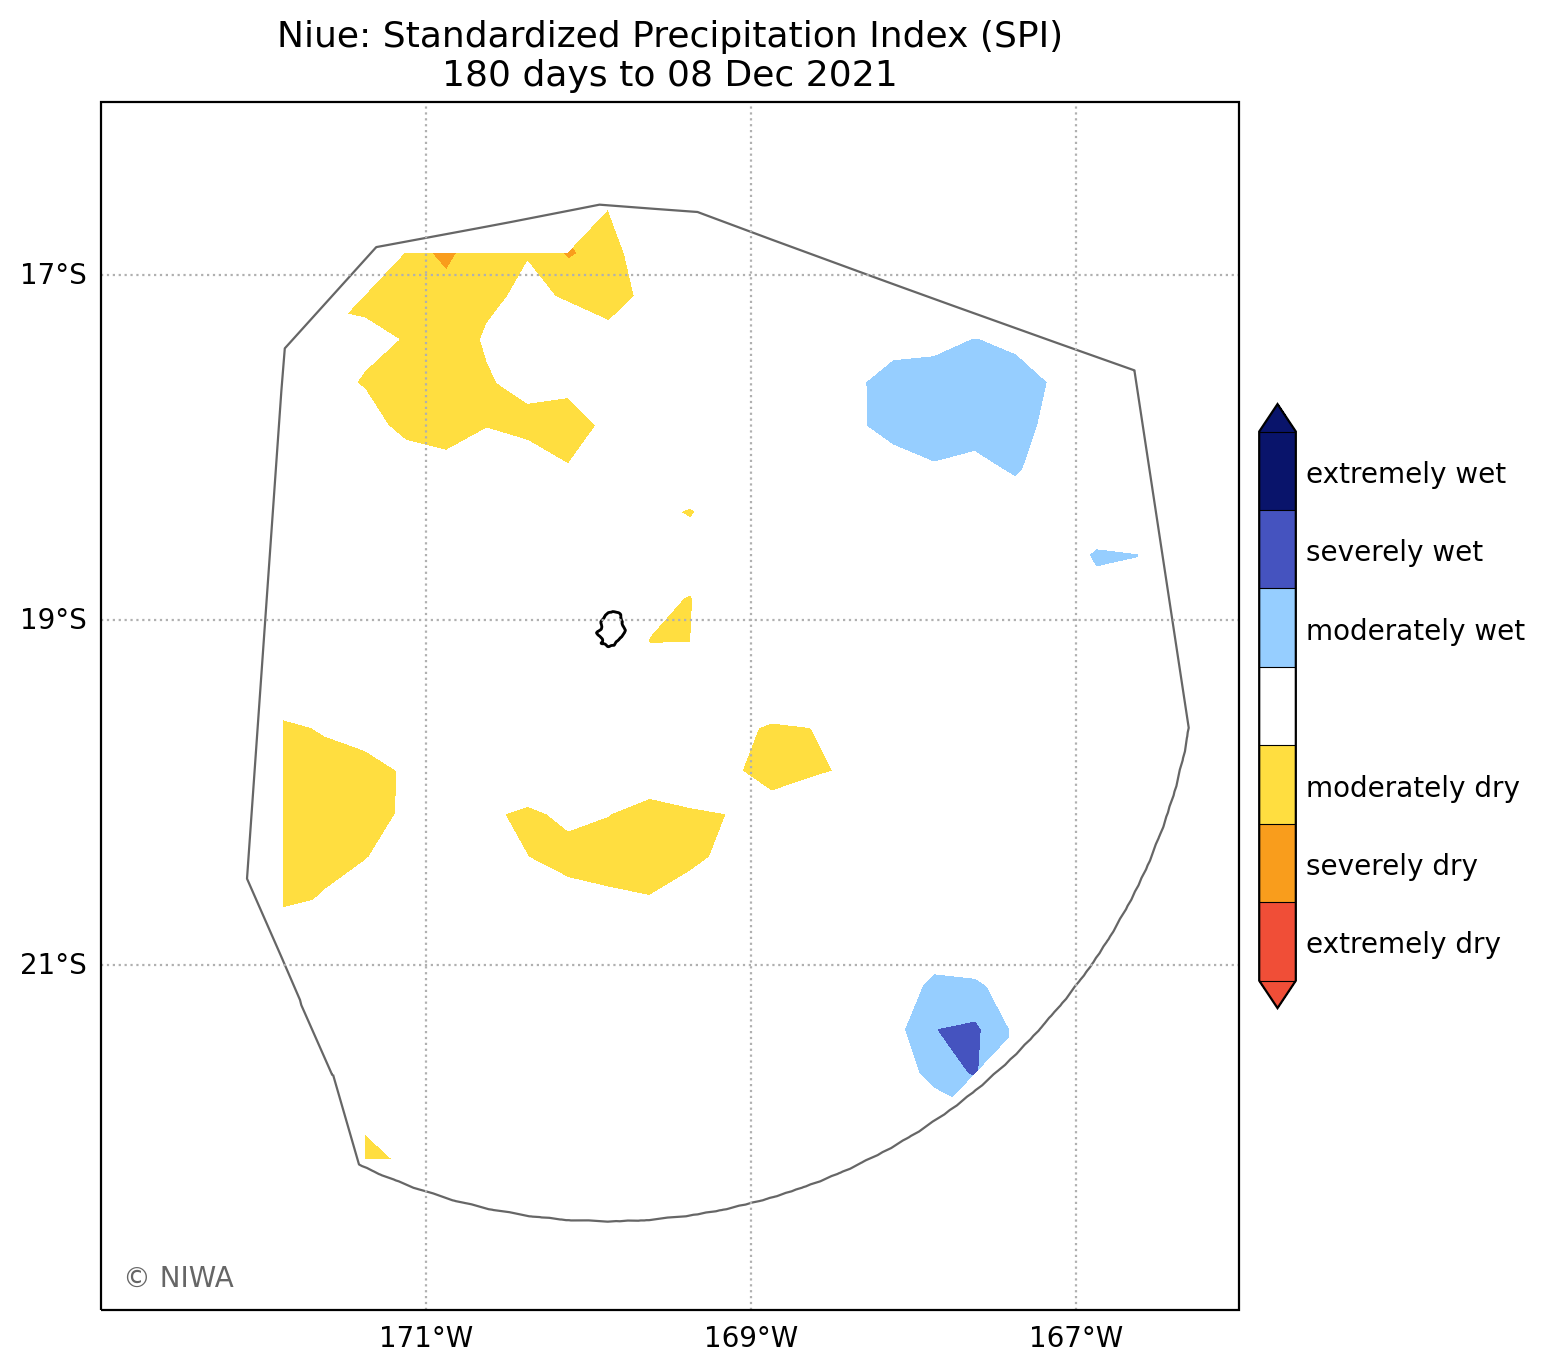 Niue: Standardized Precipitation Index (SPI)
180 days to 08 Dec 2021
17°S
19°S
21°S
171°W
169°W
167°W
extremely wet
severely wet
moderately wet
moderately dry
severely dry
extremely dry
© NIWA